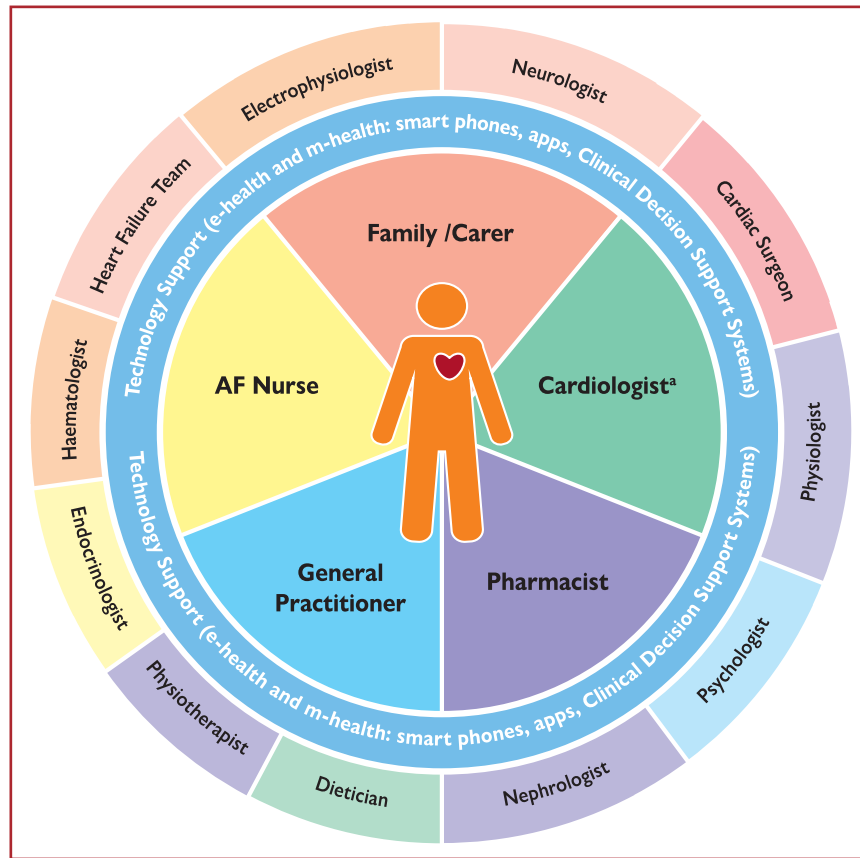 Electrophysiologist
Neurologist
Cardiac Surgeon
Physiologist
Psychologist
Nephrologist
Dietician
Physiotherapist
Endocrinologist
Haematologist
Heart Failure Team
Technology Support (e-health and m-health: smart phones, apps, Clinical Decision Support Systems)
Family /Carer
AF Nurse
Cardiologistᵃ
General
Practitioner
Pharmacist
Technology Support (e-health and m-health: smart phones, apps, Clinical Decision Support Systems)